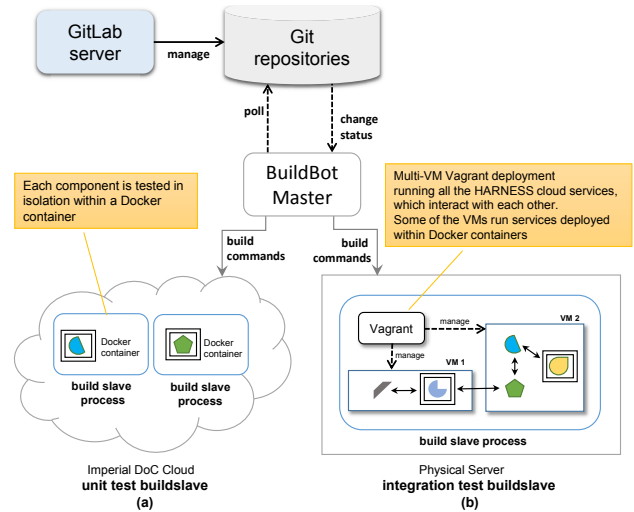 GitLab
server
manage
Git
repositories
poll
change
status
BuildBot
Master
Each component is tested in
isolation within a Docker
container
Multi-VM Vagrant deployment
running all the HARNESS cloud services,
which interact with each other.
Some of the VMs run services deployed
within Docker containers
build
commands
build
commands
Docker
container
build slave
process
Docker
container
build slave
process
Vagrant
manage
manage
VM 1
VM 2
build slave process
Imperial DoC Cloud
unit test buildslave
(a)
Physical Server
integration test buildslave
(b)